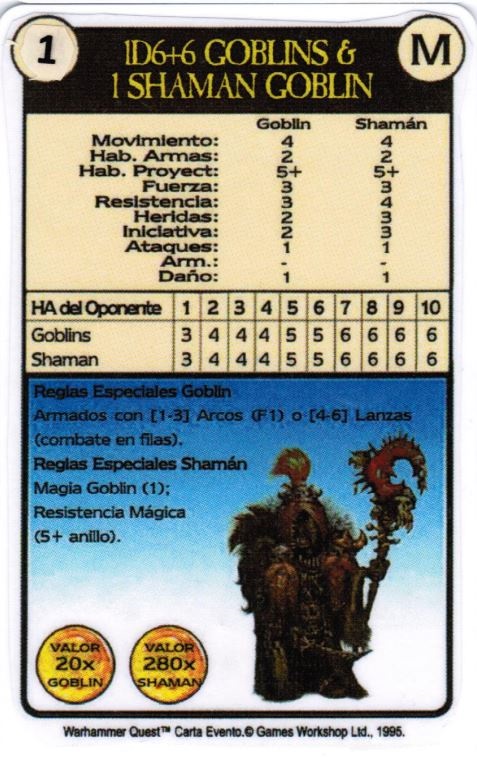 1
1D6+6 GOBLINS &
1 SHAMAN GOBLIN
M
Goblin Shamán
Movimiento: 4 4
Hab. Armas: 2 2
Hab. Proyect: 5+ 5+
Fuerza: 3 3
Resistencia: 3 4
Heridas: 2 3
Iniciativa: 2 3
Ataques: 1 1
Arm.: - -
Daño: 1 1
HA del Oponente 1 2 3 4 5 6 7 8 9 10
Goblins 3 4 4 4 5 5 6 6 6 6
Shaman 3 4 4 4 5 5 6 6 6 6
Reglas Especiales Goblin
Armados con [1-3] Arcos (F1) o [4-6] Lanzas
(combate en filas).
Reglas Especiales Shamán
Magia Goblin (1);
Resistencia Mágica
(5+ anillo).
VALOR
20x
GOBLIN
VALOR
280x
SHAMAN
Warhammer Quest™ Carta Evento.© Games Workshop Ltd., 1995.